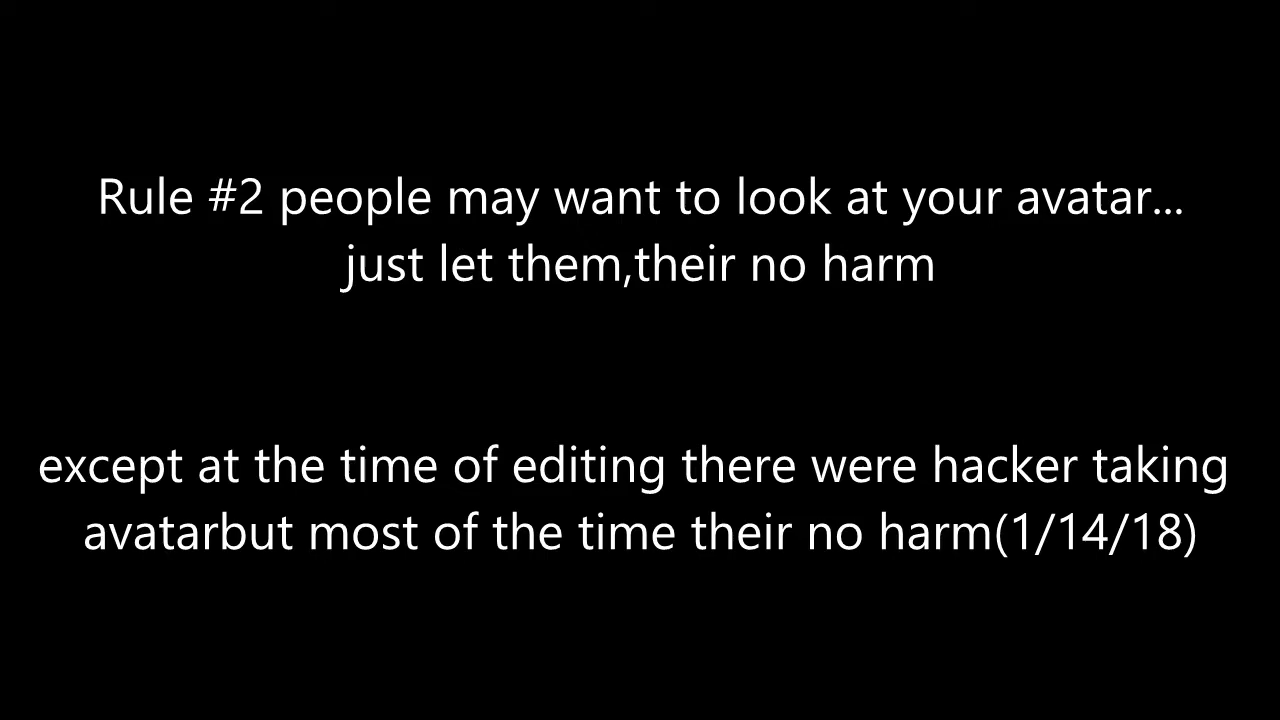 Rule #2 people may want to look at your avatar...
just let them,their no harm
except at the time of editing there were hacker taking
avatarbut most of the time their no harm(1/14/18)